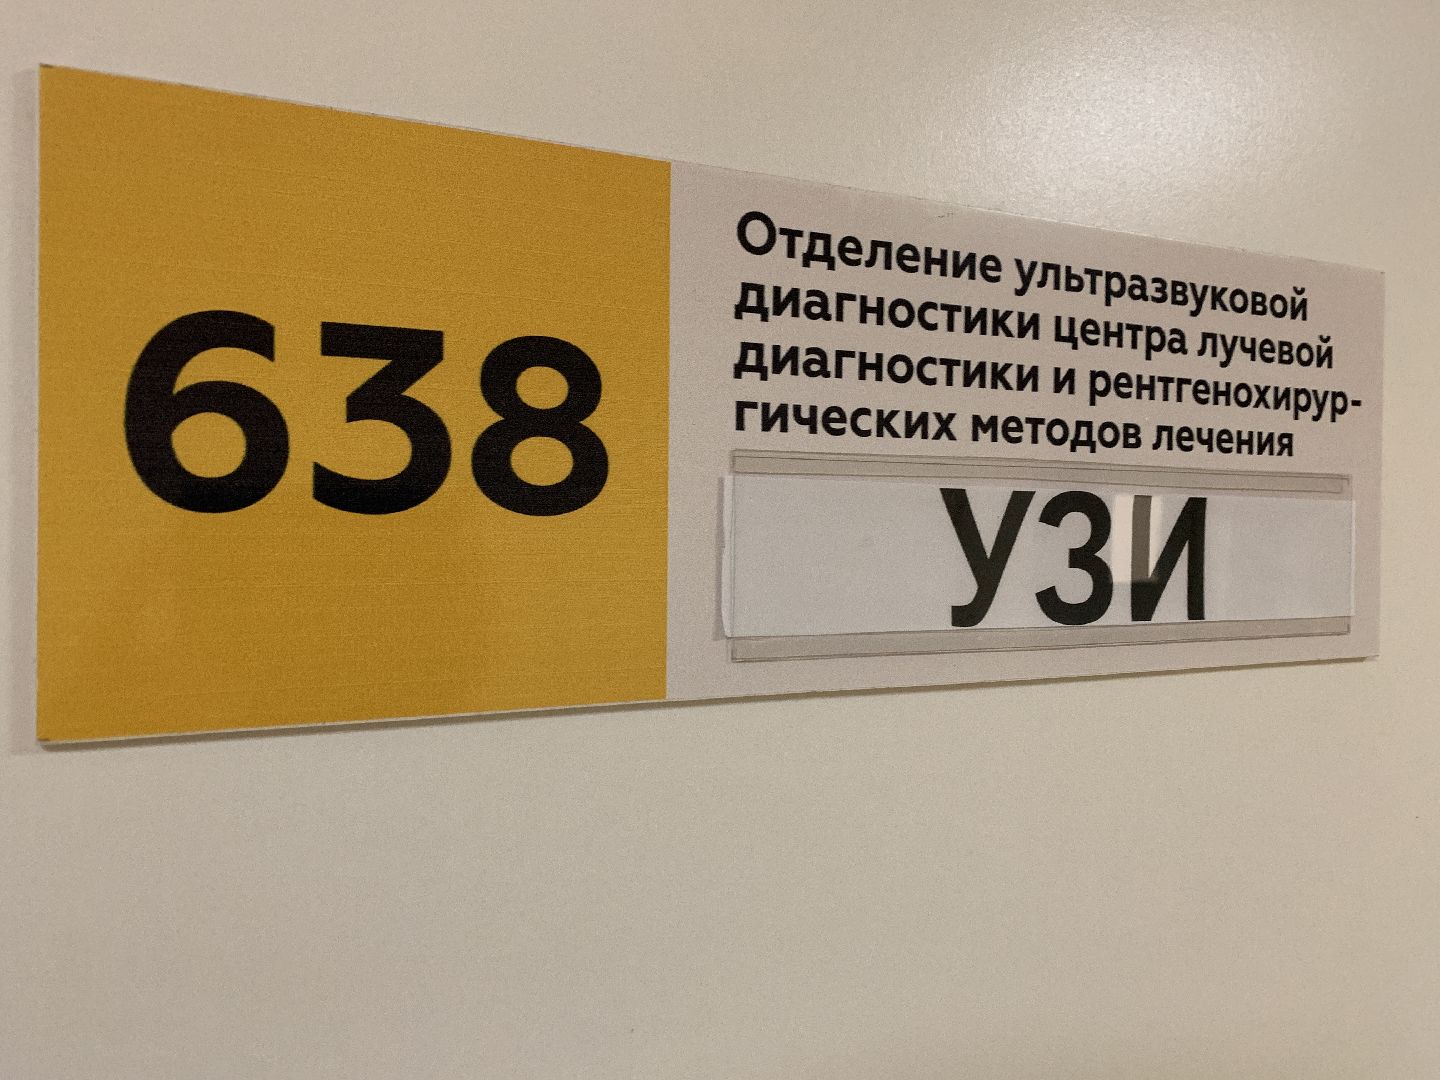 638
Отделение ультразвуковой
диагностики центра лучевой
диагностики и рентгенохирур-
гических методов лечения
УЗИ